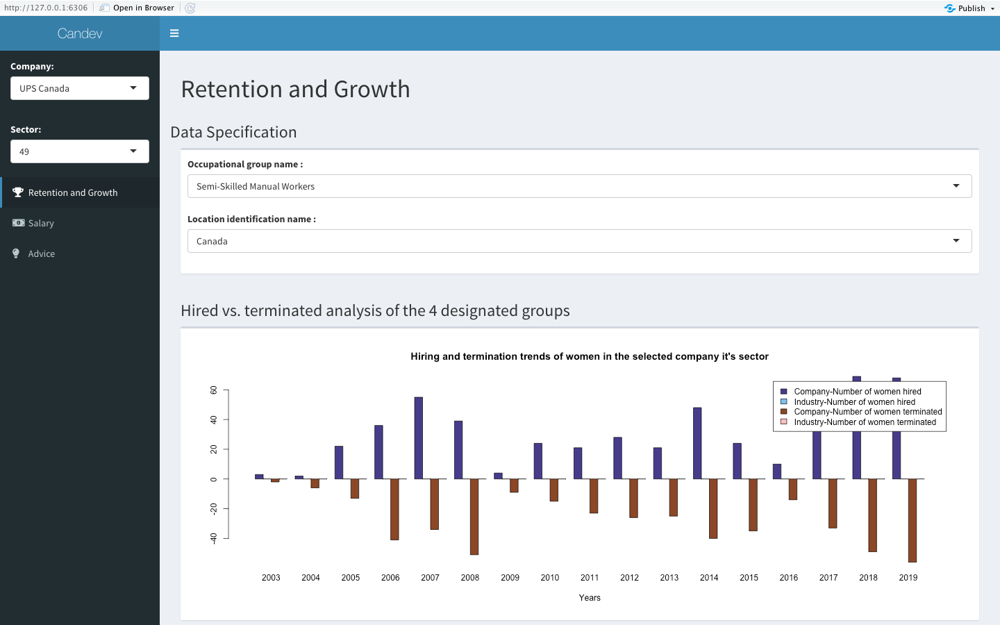 http://127.0.0.1:6306 Open in Browser Publish
Candev
Company:
UPS Canada
Sector:
49
Retention and Growth
Salary
Advice
Retention and Growth
Data Specification
Occupational group name :
Semi-Skilled Manual Workers
Location identification name :
Canada
Hired vs. terminated analysis of the 4 designated groups
Hiring and termination trends of women in the selected company it's sector
60
40
20
0
-20
-40
Company-Number of women hired
Industry-Number of women hired
Company-Number of women terminated
Industry-Number of women terminated
2003 2004 2005 2006 2007 2008 2009 2010 2011 2012 2013 2014 2015 2016 2017 2018 2019
Years